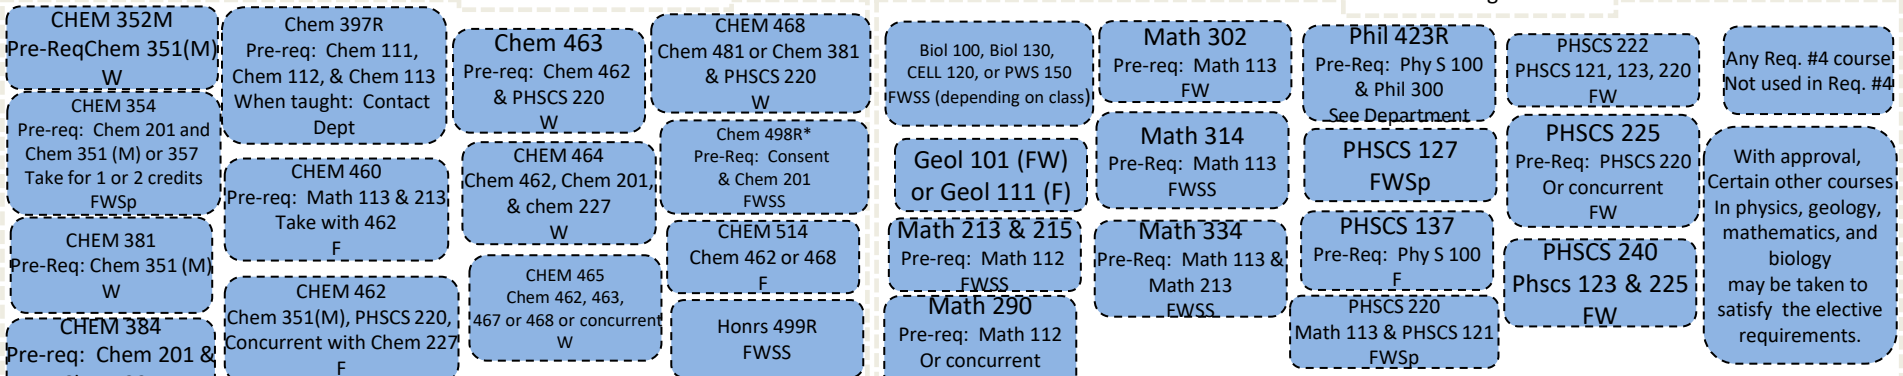 CHEM 352M
Pre-ReqChem 351(M)
W
CHEM 354
Pre-req: Chem 201 and
Chem 351 (M) or 357
Take for 1 or 2 credits
FWSp
CHEM 381
Pre-Req: Chem 351 (M)
W
CHEM 384
Pre-req: Chem 201 &
Chem 397R
Pre-req: Chem 111,
Chem 112, & Chem 113
When taught: Contact
Dept
CHEM 460
Pre-req: Math 113 & 213
Take with 462
F
CHEM 462
Chem 351(M), PHSCS 220,
Concurrent with Chem 227
F
Chem 463
Pre-req: Chem 462
& PHSCS 220
W
CHEM 464
Chem 462, Chem 201,
& chem 227
W
CHEM 465
Chem 462, 463,
467 or 468 or concurrent
W
CHEM 468
Chem 481 or Chem 381
& PHSCS 220
W
Chem 498R*
Pre-Req: Consent
& Chem 201
FWSS
CHEM 514
Chem 462 or 468
F
Honrs 499R
FWSS
Biol 100, Biol 130,
CELL 120, or PWS 150
FWSS (depending on class)
Geol 101 (FW)
or Geol 111 (F)
Math 213 & 215
Pre-req: Math 112
FWSS
Math 290
Pre-req: Math 112
Or concurrent
Math 302
Pre-req: Math 113
FW
Math 314
Pre-Req: Math 113
FWSS
Math 334
Pre-Req: Math 113 &
Math 213
FWSS
Phil 423R
Pre-Req: Phy S 100
& Phil 300
See Department
PHSCS 127
FWSp
PHSCS 137
Pre-Req: Phy S 100
F
PHSCS 220
Math 113 & PHSCS 121
FWSp
PHSCS 222
PHSCS 121, 123, 220
FW
PHSCS 225
Pre-Req: PHSCS 220
Or concurrent
FW
PHSCS 240
Phscs 123 & 225
FW
Any Req. #4 course
Not used in Req. #4
With approval,
Certain other courses
In physics, geology,
mathematics, and
biology
may be taken to
satisfy the elective
requirements.